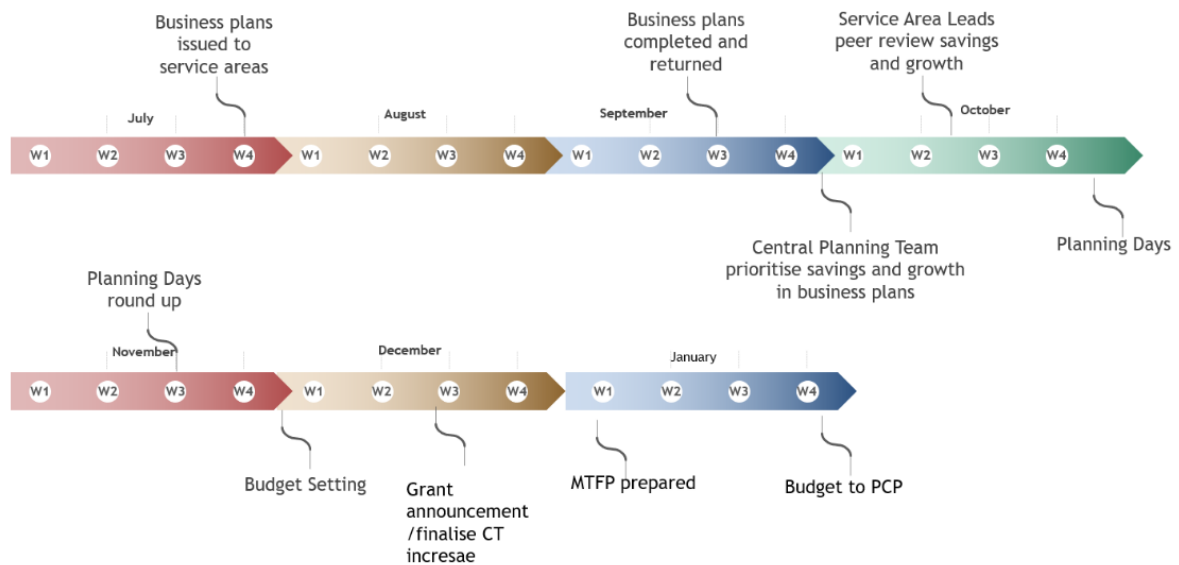 Business plans
issued to
service areas
Business plans
completed and
returned
Service Area Leads
peer review savings
and growth
July
August
September
October
W1 W2 W3 W4 W1 W2 W3 W4 W1 W2 W3 W4 W1 W2 W3 W4
Central Planning Team
prioritise savings and growth
in business plans
Planning Days
Planning Days
round up
November
December
January
W1 W2 W3 W4 W1 W2 W3 W4 W1 W2 W3 W4
Budget Setting
Grant
announcement
/finalise CT
incresae
MTFP prepared
Budget to PCP